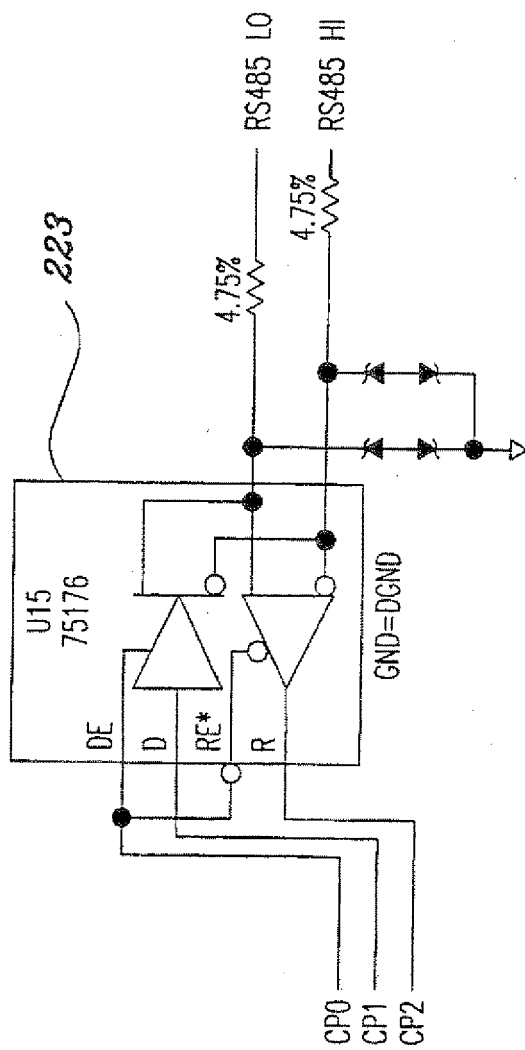 223
U15
75176
DE
D
RE*
R
GND=DGND
4.75%
RS485 LO
4.75%
RS485 HI
CP0
CP1
CP2